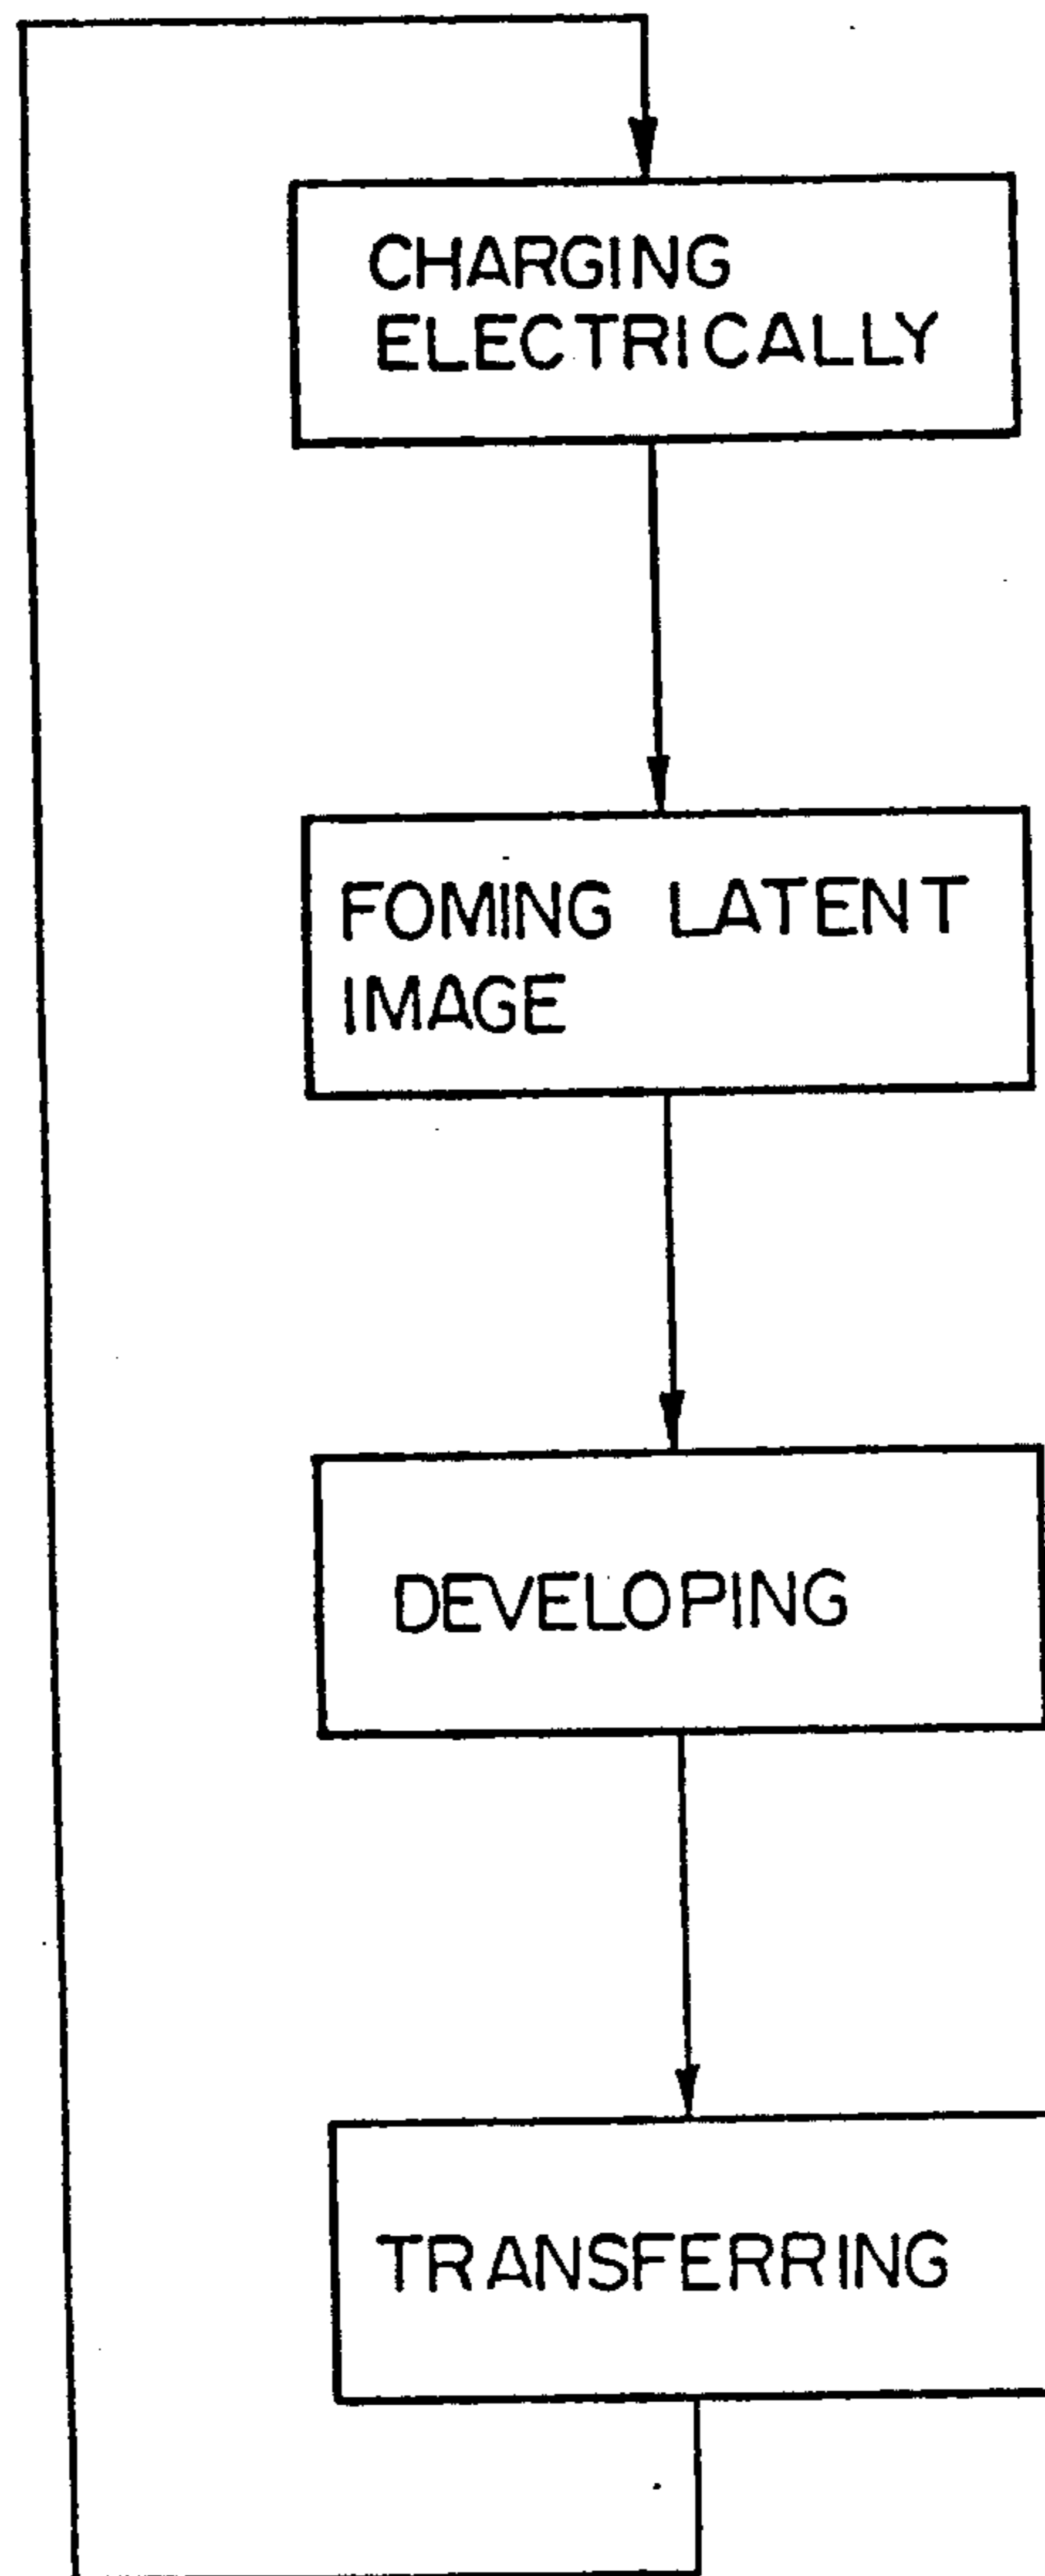 CHARGING
ELECTRICALLY
FOMING LATENT
IMAGE
DEVELOPING
TRANSFERRING